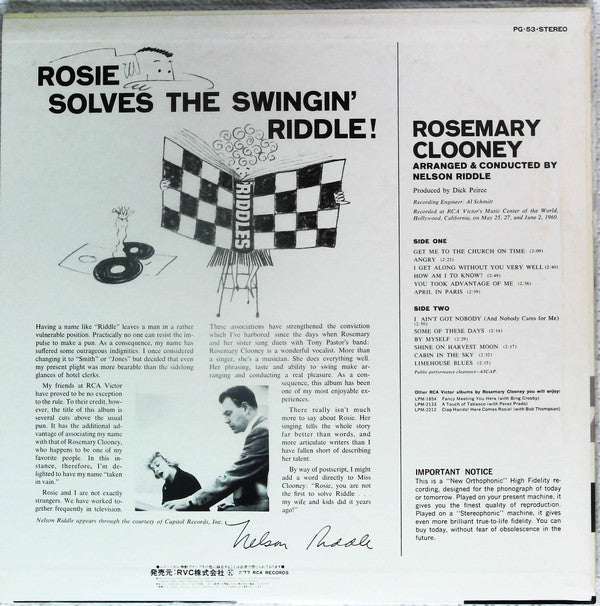 PG-53·STEREO
ROSIE
SOLVES THE SWINGIN'
RIDDLE!
RIDDLES
Having a name like "Riddle" leaves a man in a rather
vulnerable position. Practically no one can resist the im-
pulse to make a pun. As a consequence, my name has
suffered some outrageous indignities. I once considered
changing it to "Smith" or "Jones" but decided that even
my present plight was more bearable than the sidelong
glances of hotel clerks.
My friends at RCA Victor
have proved to be no exception
to the rule. To their credit, how-
ever, the title of this album is
several cuts above the usual
pun. It has the additional ad-
vantage of associating my name
with that of Rosemary Clooney,
who happens to be one of my
favorite people. In this in-
stance, therefore, I'm de-
lighted to have my name "taken
in vain."
Rosie and I are not exactly
strangers. We have worked to-
gether frequently in television.
These associations have strengthened the conviction
which I've harbored since the days when Rosemary
and her sister sang duets with Tony Pastor's band:
Rosemary Clooney is a wonderful vocalist. More than
a singer, she's a musician. She does everything well.
Her phrasing, taste and ability to swing make ar-
ranging and conducting a real pleasure. As a con-
sequence, this album has been
one of my most enjoyable ex-
periences.
There really isn't much
more to say about Rosie. Her
singing tells the whole story
far better than words, and
more articulate writers than I
have fallen short of describing
her talent.
By way of postscript, I might
add a word directly to Miss
Clooney: "Rosie, you are not
the first to solve Riddle . . .
my wife and kids did it years
ago!"
Nelson Riddle appears through the courtesy of Capitol Records, Inc.
Nelson Riddle
発売元 RVC株式会社 ℗'77 RCA RECORDS
ROSEMARY
CLOONEY
ARRANGED & CONDUCTED BY
NELSON RIDDLE
Produced by Dick Peirce
Recording Engineer: Al Schmitt
Recorded at RCA Victor's Music Center of the World,
Hollywood, California, on May 25, 27, and June 2, 1960.
SIDE ONE
GET ME TO THE CHURCH ON TIME (2:09)
ANGRY (2:23)
I GET ALONG WITHOUT YOU VERY WELL (2:40)
HOW AM I TO KNOW? (2:49)
YOU TOOK ADVANTAGE OF ME (2:36)
APRIL IN PARIS (2:39)
SIDE TWO
I AIN'T GOT NOBODY (And Nobody Cares for Me)
(2:50)
SOME OF THESE DAYS (2:14)
BY MYSELF (2:29)
SHINE ON HARVEST MOON (2:17)
CABIN IN THE SKY (2:32)
LIMEHOUSE BLUES (2:15)
Public performance clearance—ASCAP.
Other RCA Victor albums by Rosemary Clooney you will enjoy:
LPM-1854 Fancy Meeting You Here (with Bing Crosby)
LPM-2133 A Touch of Tabasco (with Perez Prado)
LPM-2212 Clap Hands! Here Comes Rosie! (with Bob Thompson)
IMPORTANT NOTICE
This is a "New Orthophonic" High Fidelity re-
cording, designed for the phonograph of today
or tomorrow. Played on your present machine, it
gives you the finest quality of reproduction.
Played on a "Stereophonic" machine, it gives
even more brilliant true-to-life fidelity. You can
buy today, without fear of obsolescence in the
future.